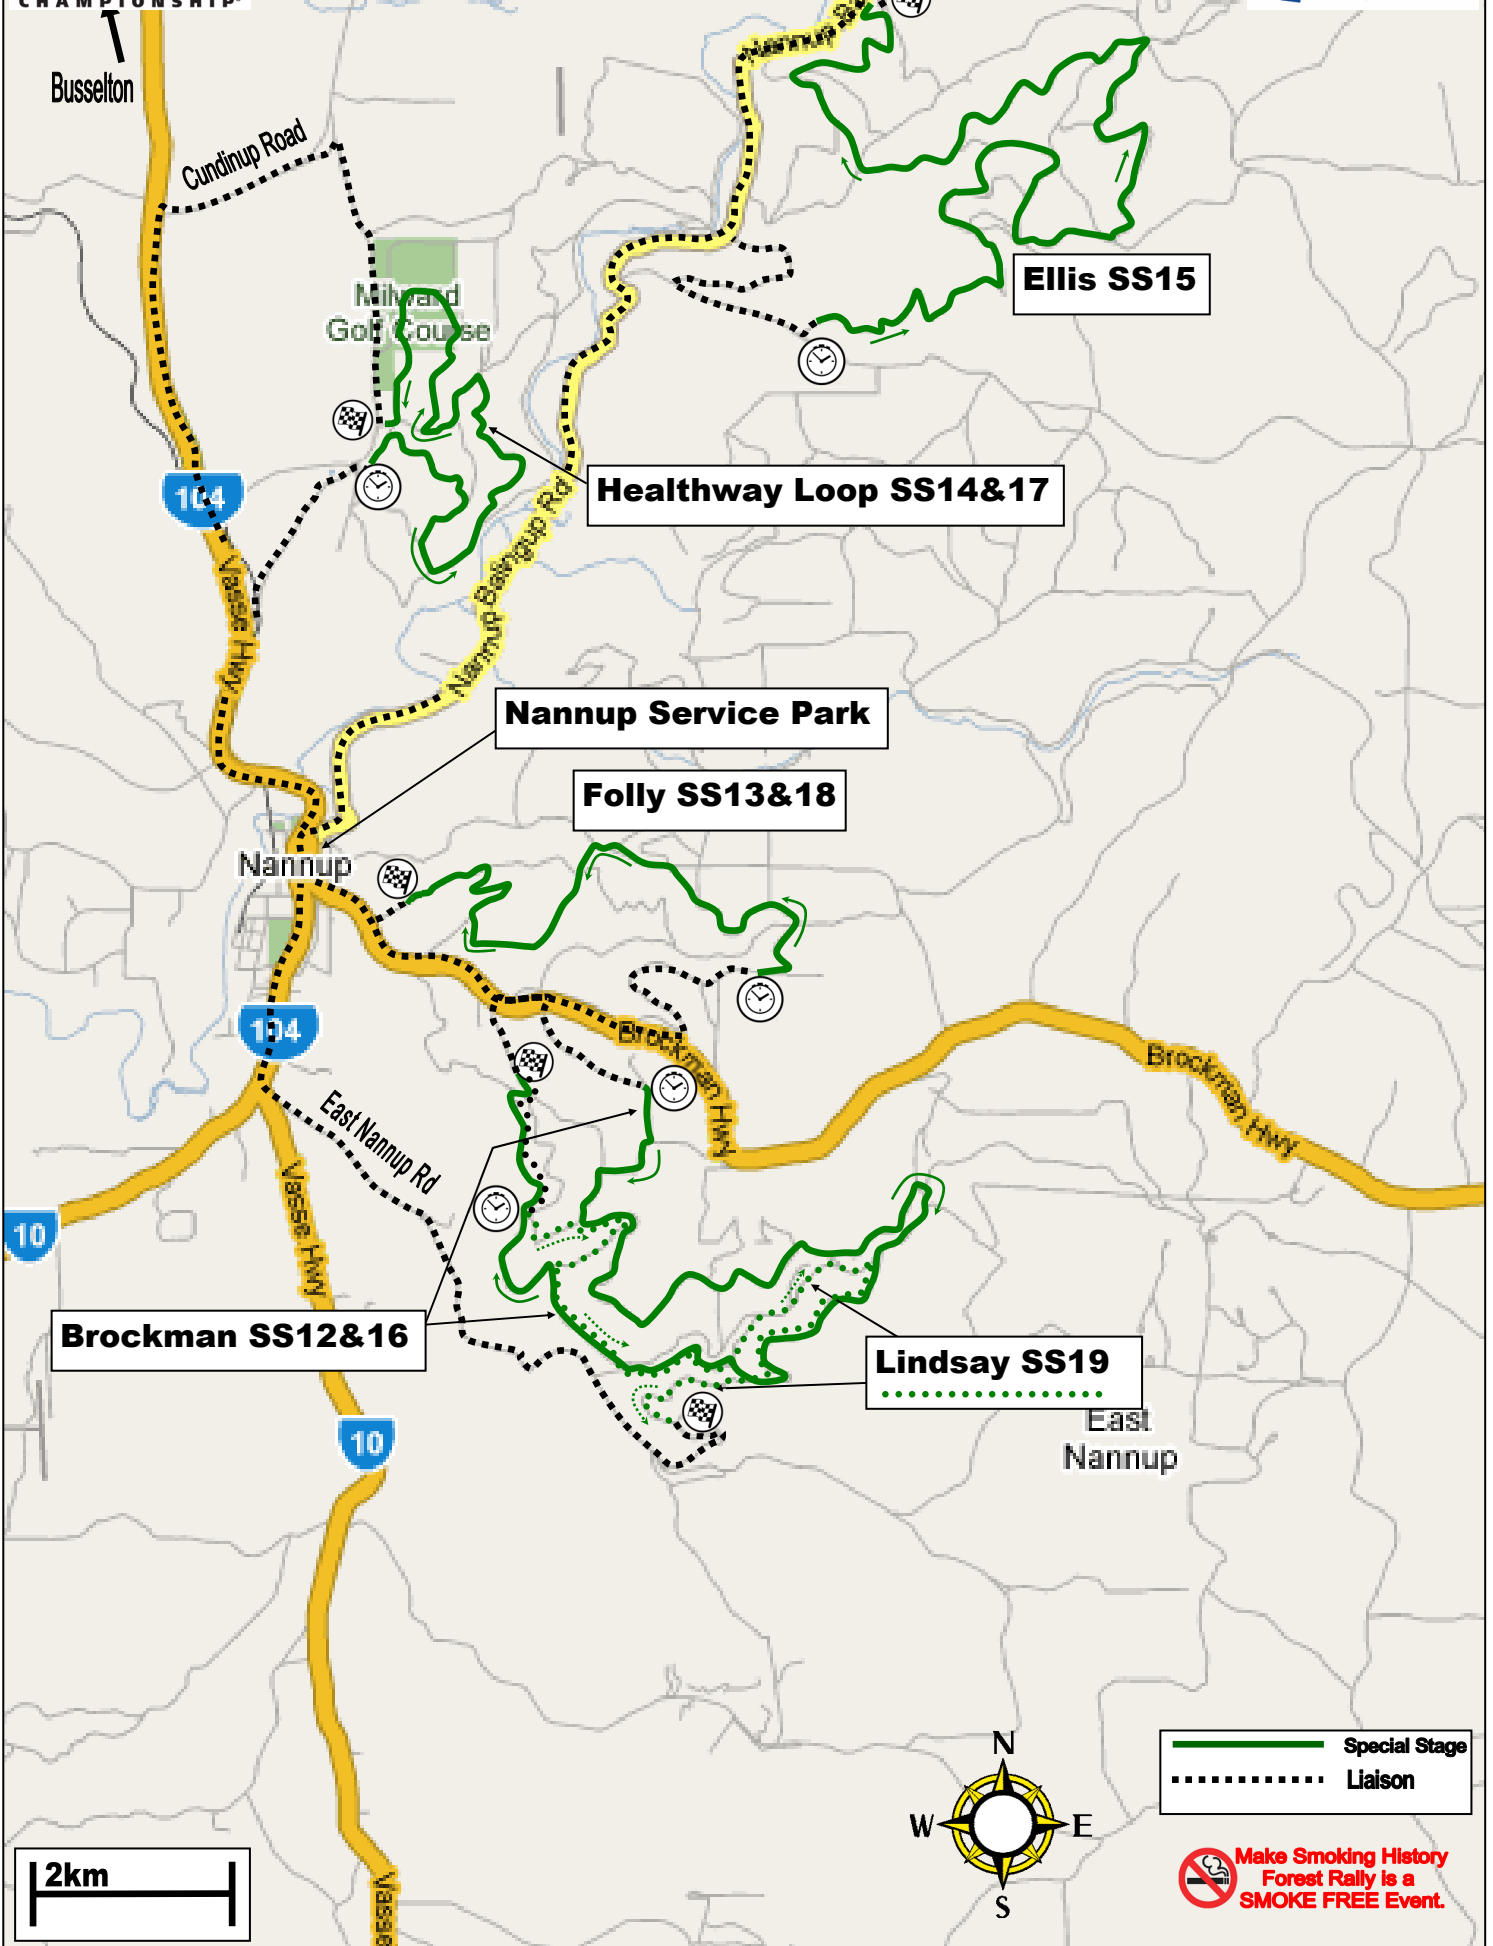 CHAMPIONSHIP
Busselton
Cundinup Road
Nannup
Milward
Golf Course
Ellis SS15
104
Healthway Loop SS14&17
Nannup Balingup Rd
Vasse Hwy
Nannup Service Park
Folly SS13&18
Nannup
104
Brockman Hwy
Brockman Hwy
East Nannup Rd
Vasse Hwy
10
Brockman SS12&16
Lindsay SS19
East
Nannup
10
N
W
E
S
Special Stage
Liaison
2km
Vasse
Make Smoking History
Forest Rally is a
SMOKE FREE Event.